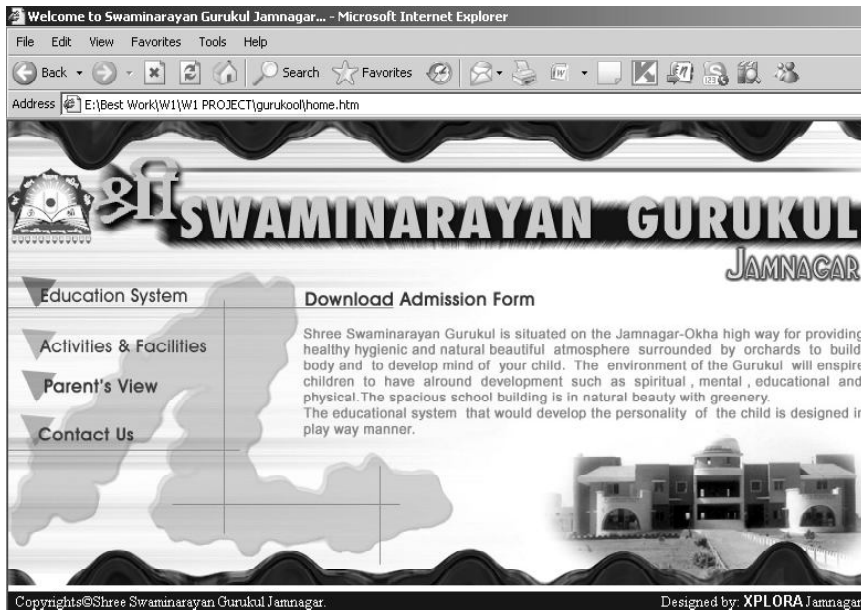 Welcome to Swaminarayan Gurukul Jamnagar... - Microsoft Internet Explorer
File Edit View Favorites Tools Help
Back Search Favorites
Address E:\Best Work\W1\W1 PROJECT\gurukool\home.htm
श्री SWAMINARAYAN GURUKUL
JAMNAGAR
Education System
Activities & Facilities
Parent's View
Contact Us
Download Admission Form
Shree Swaminarayan Gurukul is situated on the Jamnagar-Okha high way for providing
healthy hygienic and natural beautiful atmosphere surrounded by orchards to build
body and to develop mind of your child. The environment of the Gurukul will enspire
children to have alround development such as spiritual , mental , educational and
physical.The spacious school building is in natural beauty with greenery.
The educational system that would develop the personality of the child is designed in
play way manner.
Copyrights©Shree Swaminarayan Gurukul Jamnagar.
Designed by: XPLORA Jamnagar